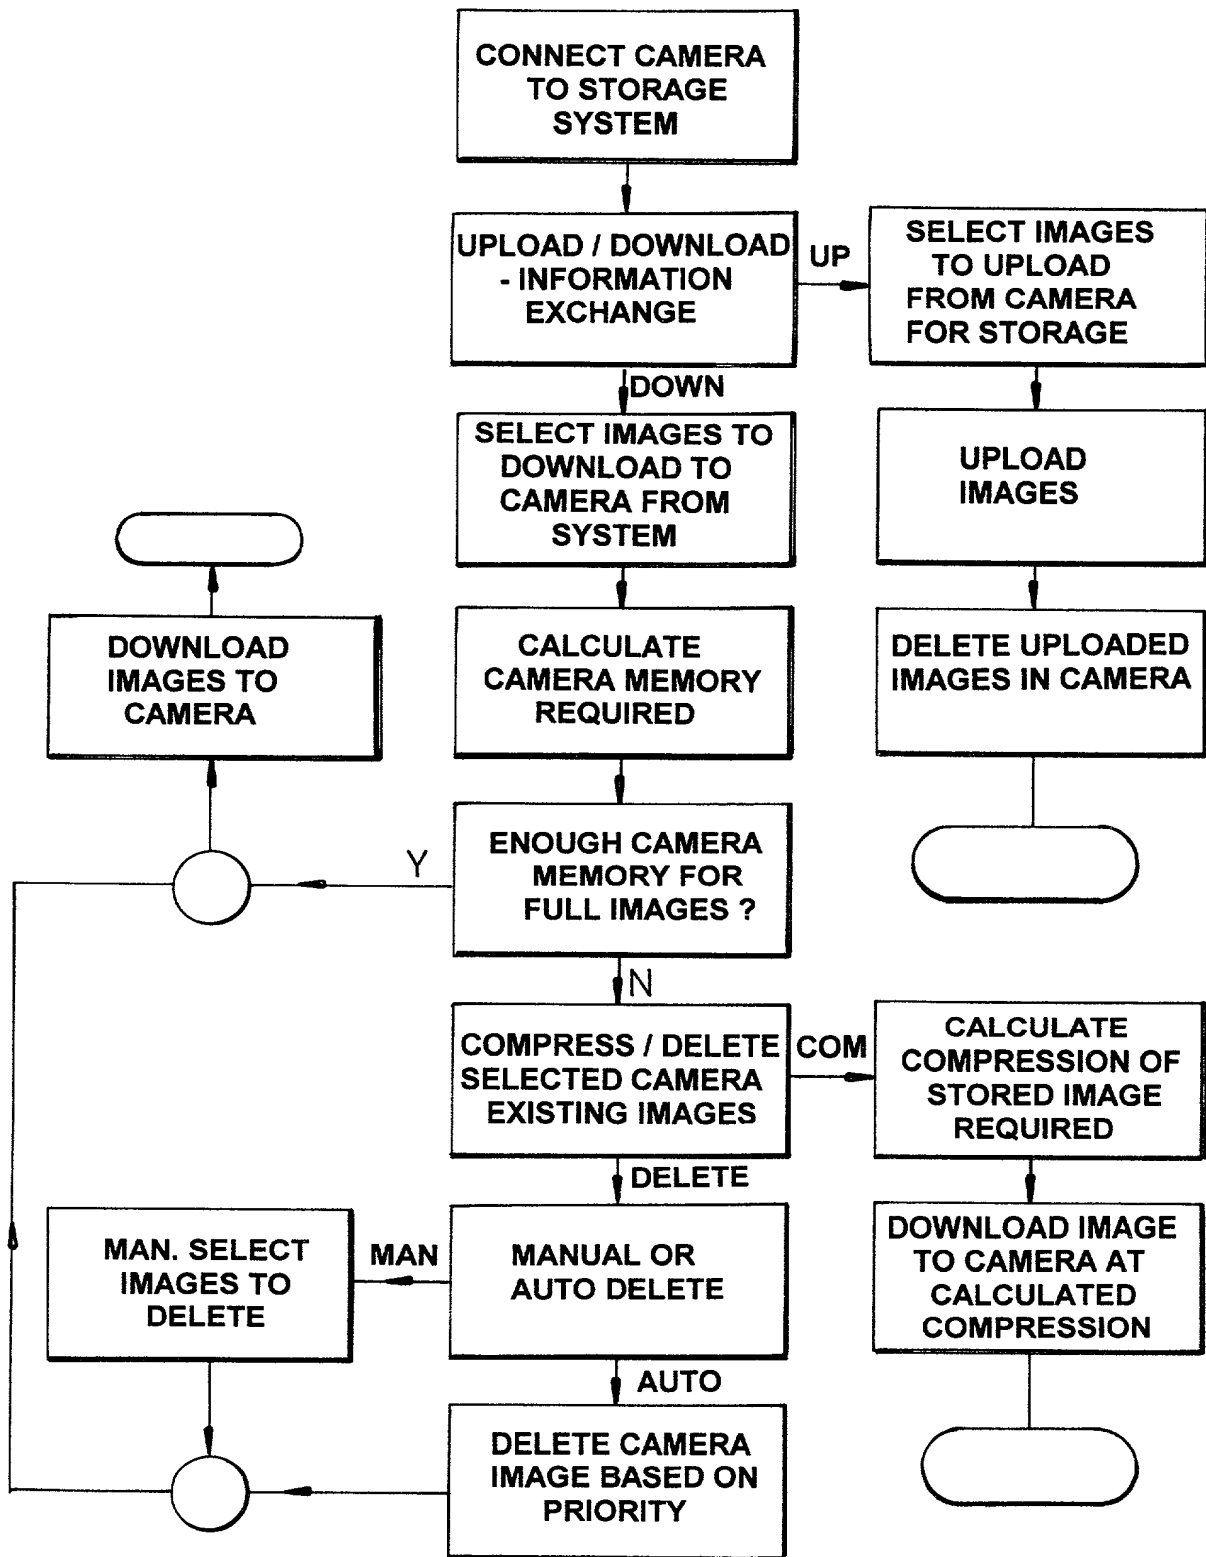 CONNECT CAMERA
TO STORAGE
SYSTEM
UPLOAD / DOWNLOAD
- INFORMATION
EXCHANGE
UP
SELECT IMAGES
TO UPLOAD
FROM CAMERA
FOR STORAGE
DOWN
SELECT IMAGES TO
DOWNLOAD TO
CAMERA FROM
SYSTEM
UPLOAD
IMAGES
DOWNLOAD
IMAGES TO
CAMERA
CALCULATE
CAMERA MEMORY
REQUIRED
DELETE UPLOADED
IMAGES IN CAMERA
Y
ENOUGH CAMERA
MEMORY FOR
FULL IMAGES ?
N
COMPRESS / DELETE
SELECTED CAMERA
EXISTING IMAGES
COM
CALCULATE
COMPRESSION OF
STORED IMAGE
REQUIRED
DELETE
MAN. SELECT
IMAGES TO
DELETE
MAN
MANUAL OR
AUTO DELETE
DOWNLOAD IMAGE
TO CAMERA AT
CALCULATED
COMPRESSION
AUTO
DELETE CAMERA
IMAGE BASED ON
PRIORITY